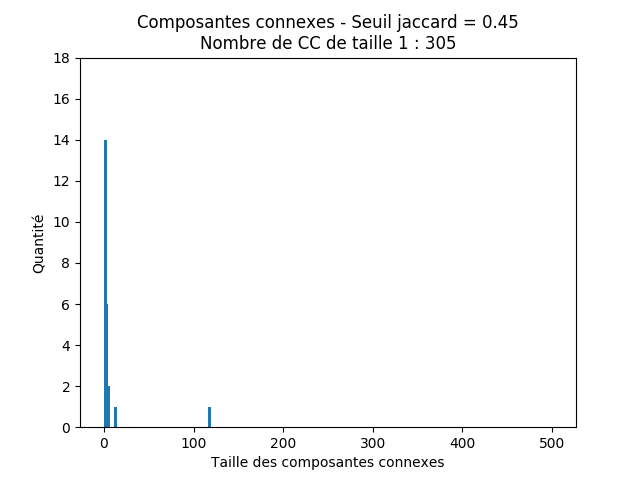 Composantes connexes - Seuil jaccard = 0.45
Nombre de CC de taille 1 : 305
18
16
14
12
10
8
6
4
2
0
Quantité
0 100 200 300 400 500
Taille des composantes connexes